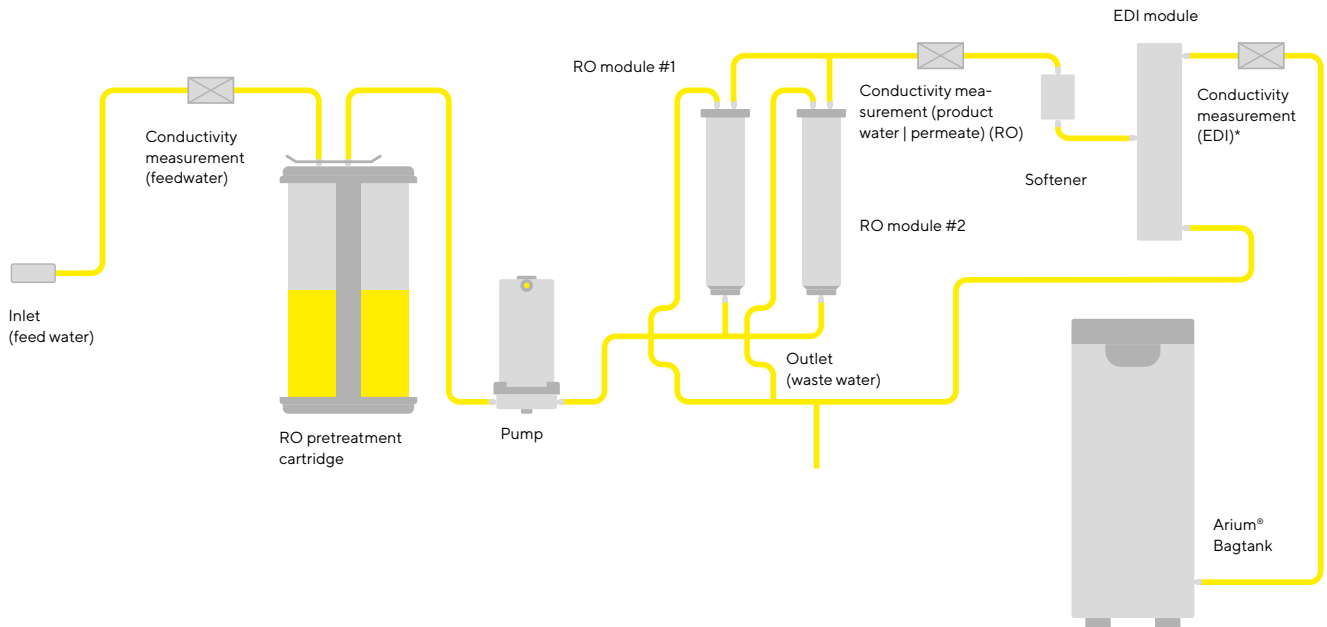 EDI module
RO module #1
Conductivity mea-
surement (product
water | permeate) (RO)
Conductivity
measurement
(EDI)*
Conductivity
measurement
(feedwater)
Softener
RO module #2
Inlet
(feed water)
Outlet
(waste water)
RO pretreatment
cartridge
Pump
Arium®
Bagtank